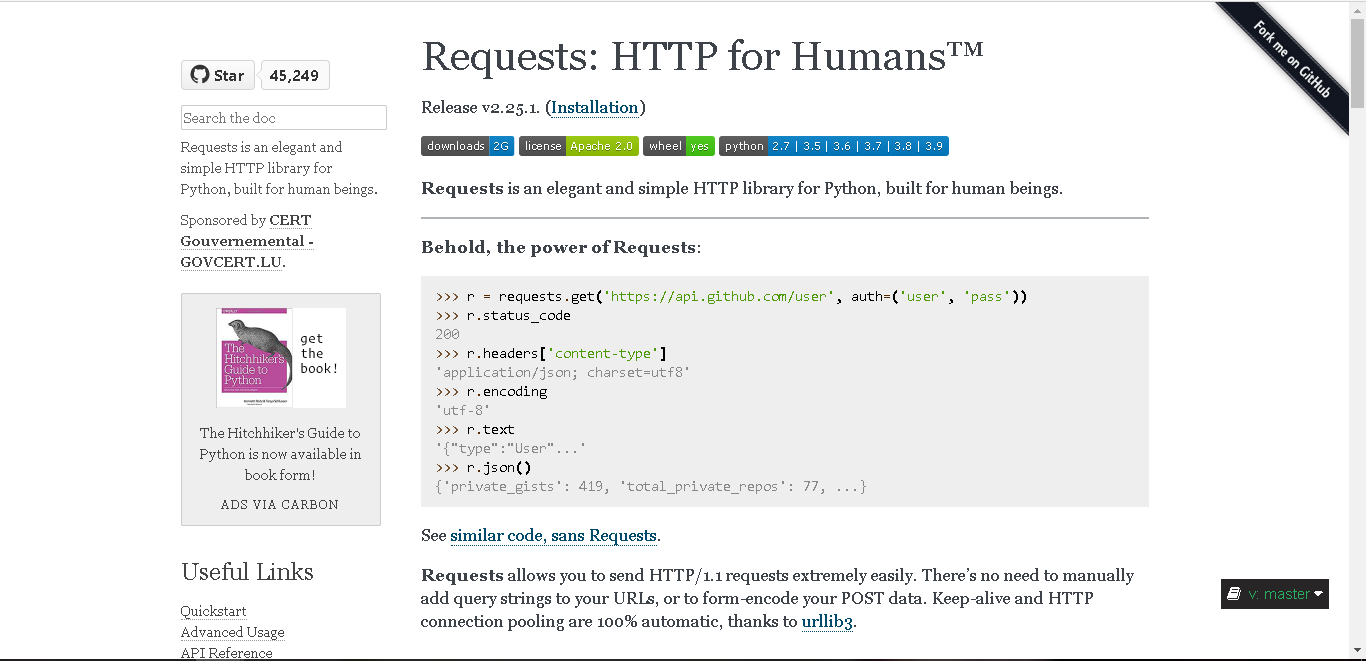 Fork me on GitHub
Star 45,249
Search the doc
Requests is an elegant and
simple HTTP library for
Python, built for human beings.
Sponsored by CERT
Gouvernemental -
GOVCERT.LU.
The
Hitchhiker's
Guide to
Python
get
the
book!
The Hitchhiker's Guide to
Python is now available in
book form!
ADS VIA CARBON
Useful Links
Quickstart
Advanced Usage
API Reference
Requests: HTTP for Humans™
Release v2.25.1. (Installation)
downloads 2G license Apache 2.0 wheel yes python 2.7 | 3.5 | 3.6 | 3.7 | 3.8 | 3.9
Requests is an elegant and simple HTTP library for Python, built for human beings.
Behold, the power of Requests:
>>> r = requests.get('https://api.github.com/user', auth=('user', 'pass'))
>>> r.status_code
200
>>> r.headers['content-type']
'application/json; charset=utf8'
>>> r.encoding
'utf-8'
>>> r.text
'{"type":"User"...'
>>> r.json()
{'private_gists': 419, 'total_private_repos': 77, ...}
See similar code, sans Requests.
Requests allows you to send HTTP/1.1 requests extremely easily. There's no need to manually
add query strings to your URLs, or to form-encode your POST data. Keep-alive and HTTP
connection pooling are 100% automatic, thanks to urllib3.
v: master